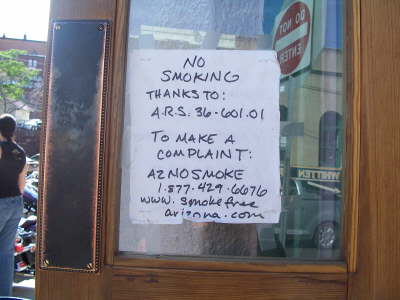 NO
SMOKING
THANKS TO:
A.R.S. 36-601.01
TO MAKE A
COMPLAINT:
AZNOSMOKE
1.877.429.6676
www.smokefree
arizona.com
DO NOT
ENTER
WHITTEN